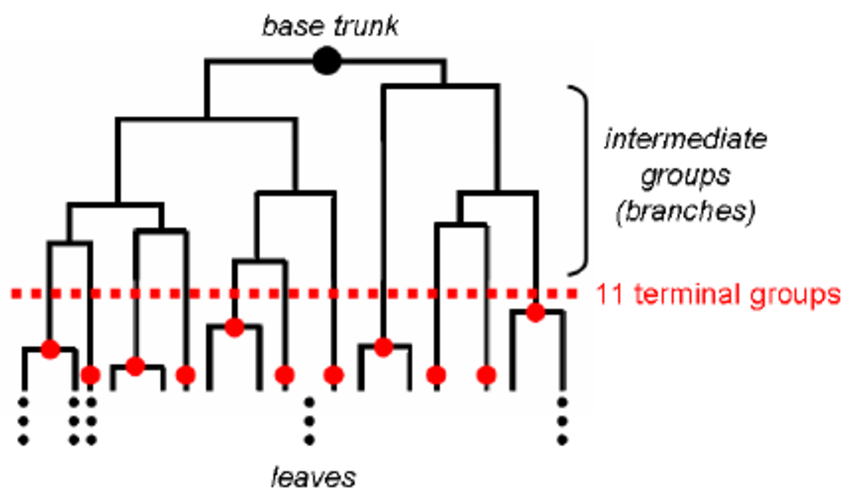 base trunk
intermediate
groups
(branches)
11 terminal groups
leaves